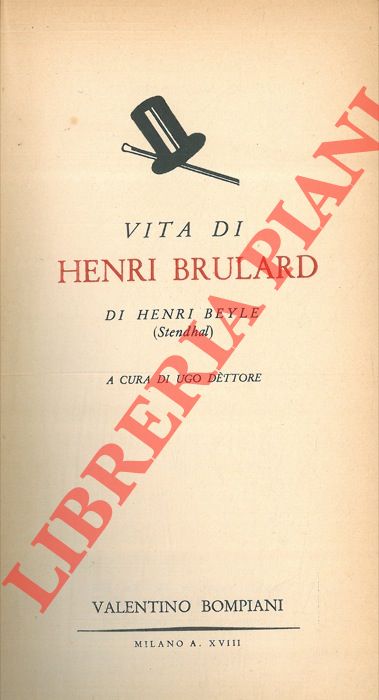 VITA DI
HENRI BRULARD
DI HENRI BEYLE
(Stendhal)
A CURA DI UGO DÈTTORE
VALENTINO BOMPIANI
MILANO A. XVIII
LIBRERIA PIANI